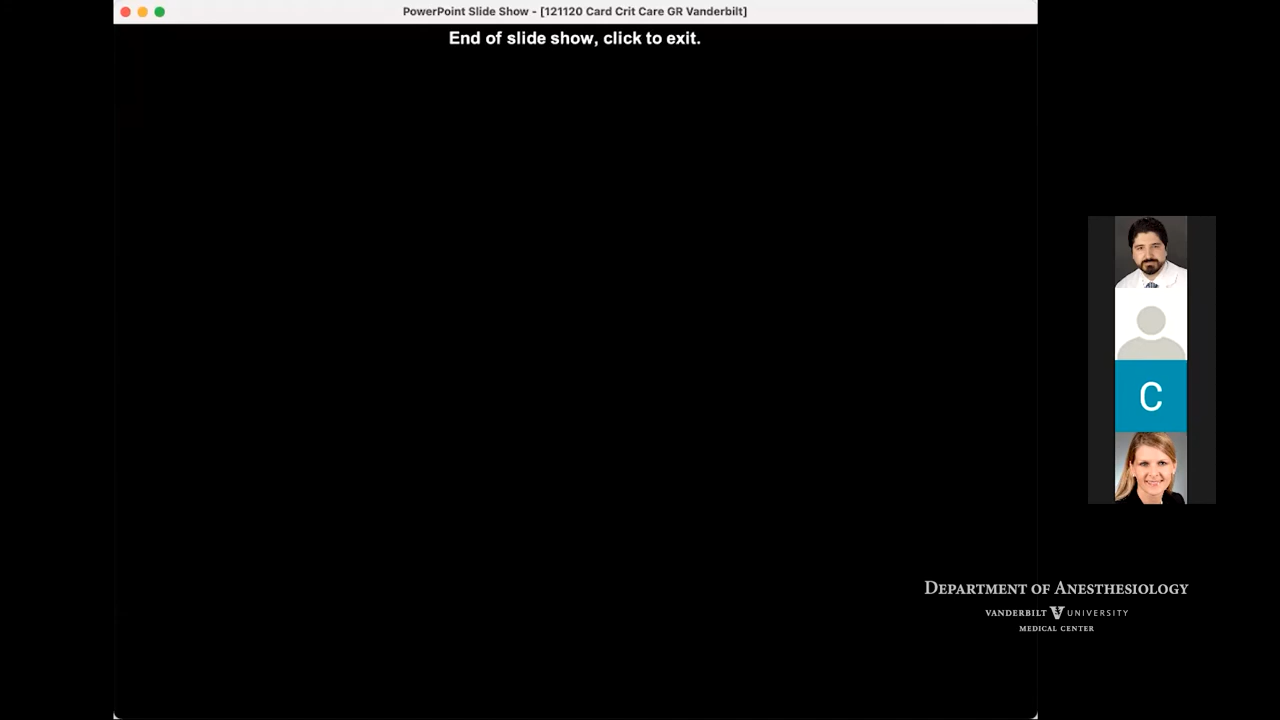 PowerPoint Slide Show - [121120 Card Crit Care GR Vanderbilt]
End of slide show, click to exit.
C
DEPARTMENT OF ANESTHESIOLOGY
VANDERBILT V UNIVERSITY
MEDICAL CENTER